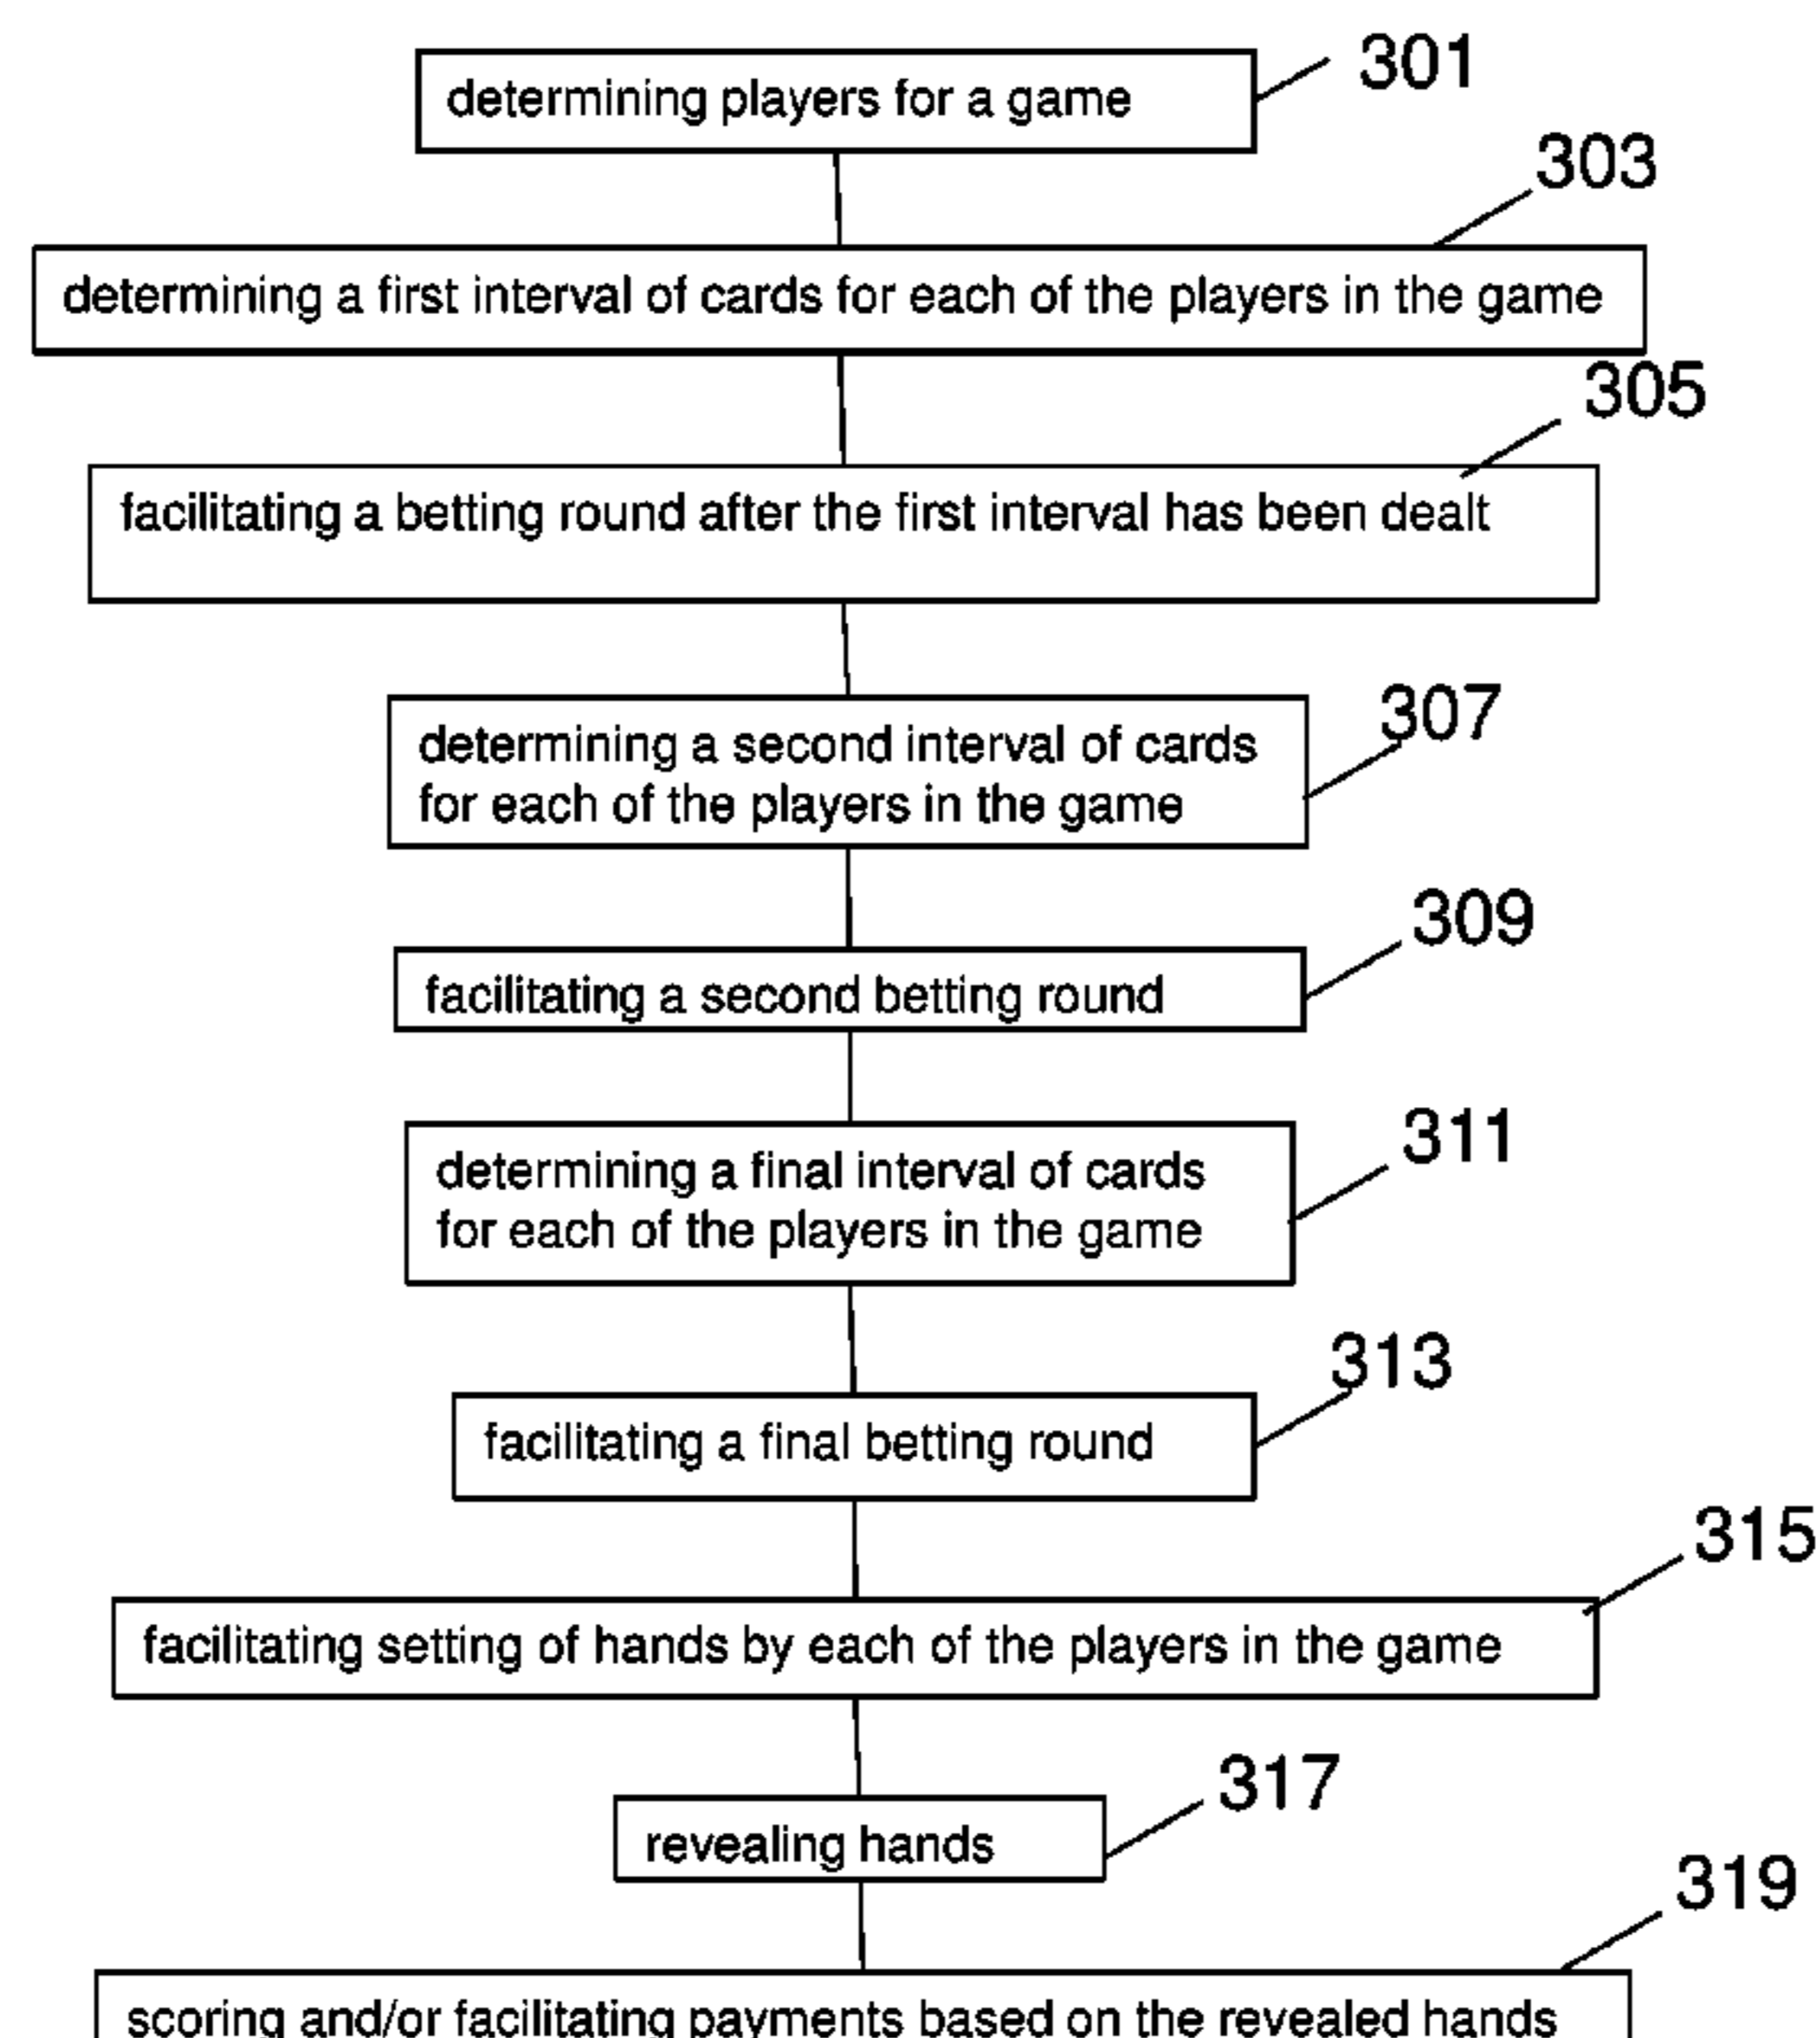 301
determining players for a game
303
determining a first interval of cards for each of the players in the game
305
facilitating a betting round after the first interval has been dealt
307
determining a second interval of cards
for each of the players in the game
309
facilitating a second betting round
311
determining a final interval of cards
for each of the players in the game
313
facilitating a final betting round
315
facilitating setting of hands by each of the players in the game
317
revealing hands
319
scoring and/or facilitating payments based on the revealed hands